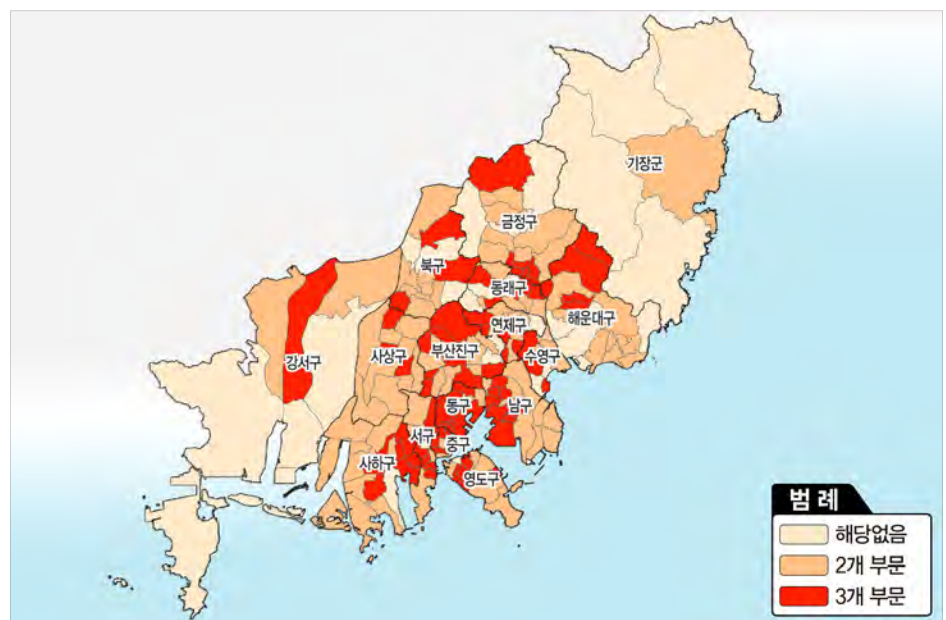 기장군
금정구
북구
동래구
해운대구
연제구
부산진구
수영구
사상구
강서구
동구
남구
서구
중구
사하구
영도구
범 례
해당없음
2개 부문
3개 부문